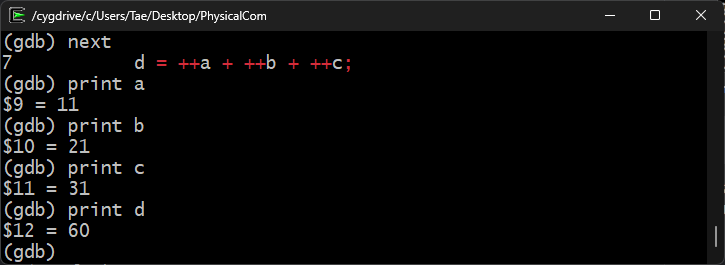 /cygdrive/c/Users/Tae/Desktop/PhysicalCom
(gdb) next
7           d = ++a + ++b + ++c;
(gdb) print a
$9 = 11
(gdb) print b
$10 = 21
(gdb) print c
$11 = 31
(gdb) print d
$12 = 60
(gdb)